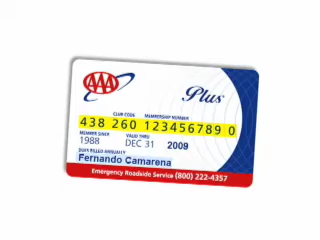 AAA Plus
CLUB CODE MEMBERSHIP NUMBER
438 260 123456789 0
MEMBER SINCE VALID THRU
1988 DEC 31 2009
DUES BILLED ANNUALLY
Fernando Camarena
Emergency Roadside Service (800) 222-4357